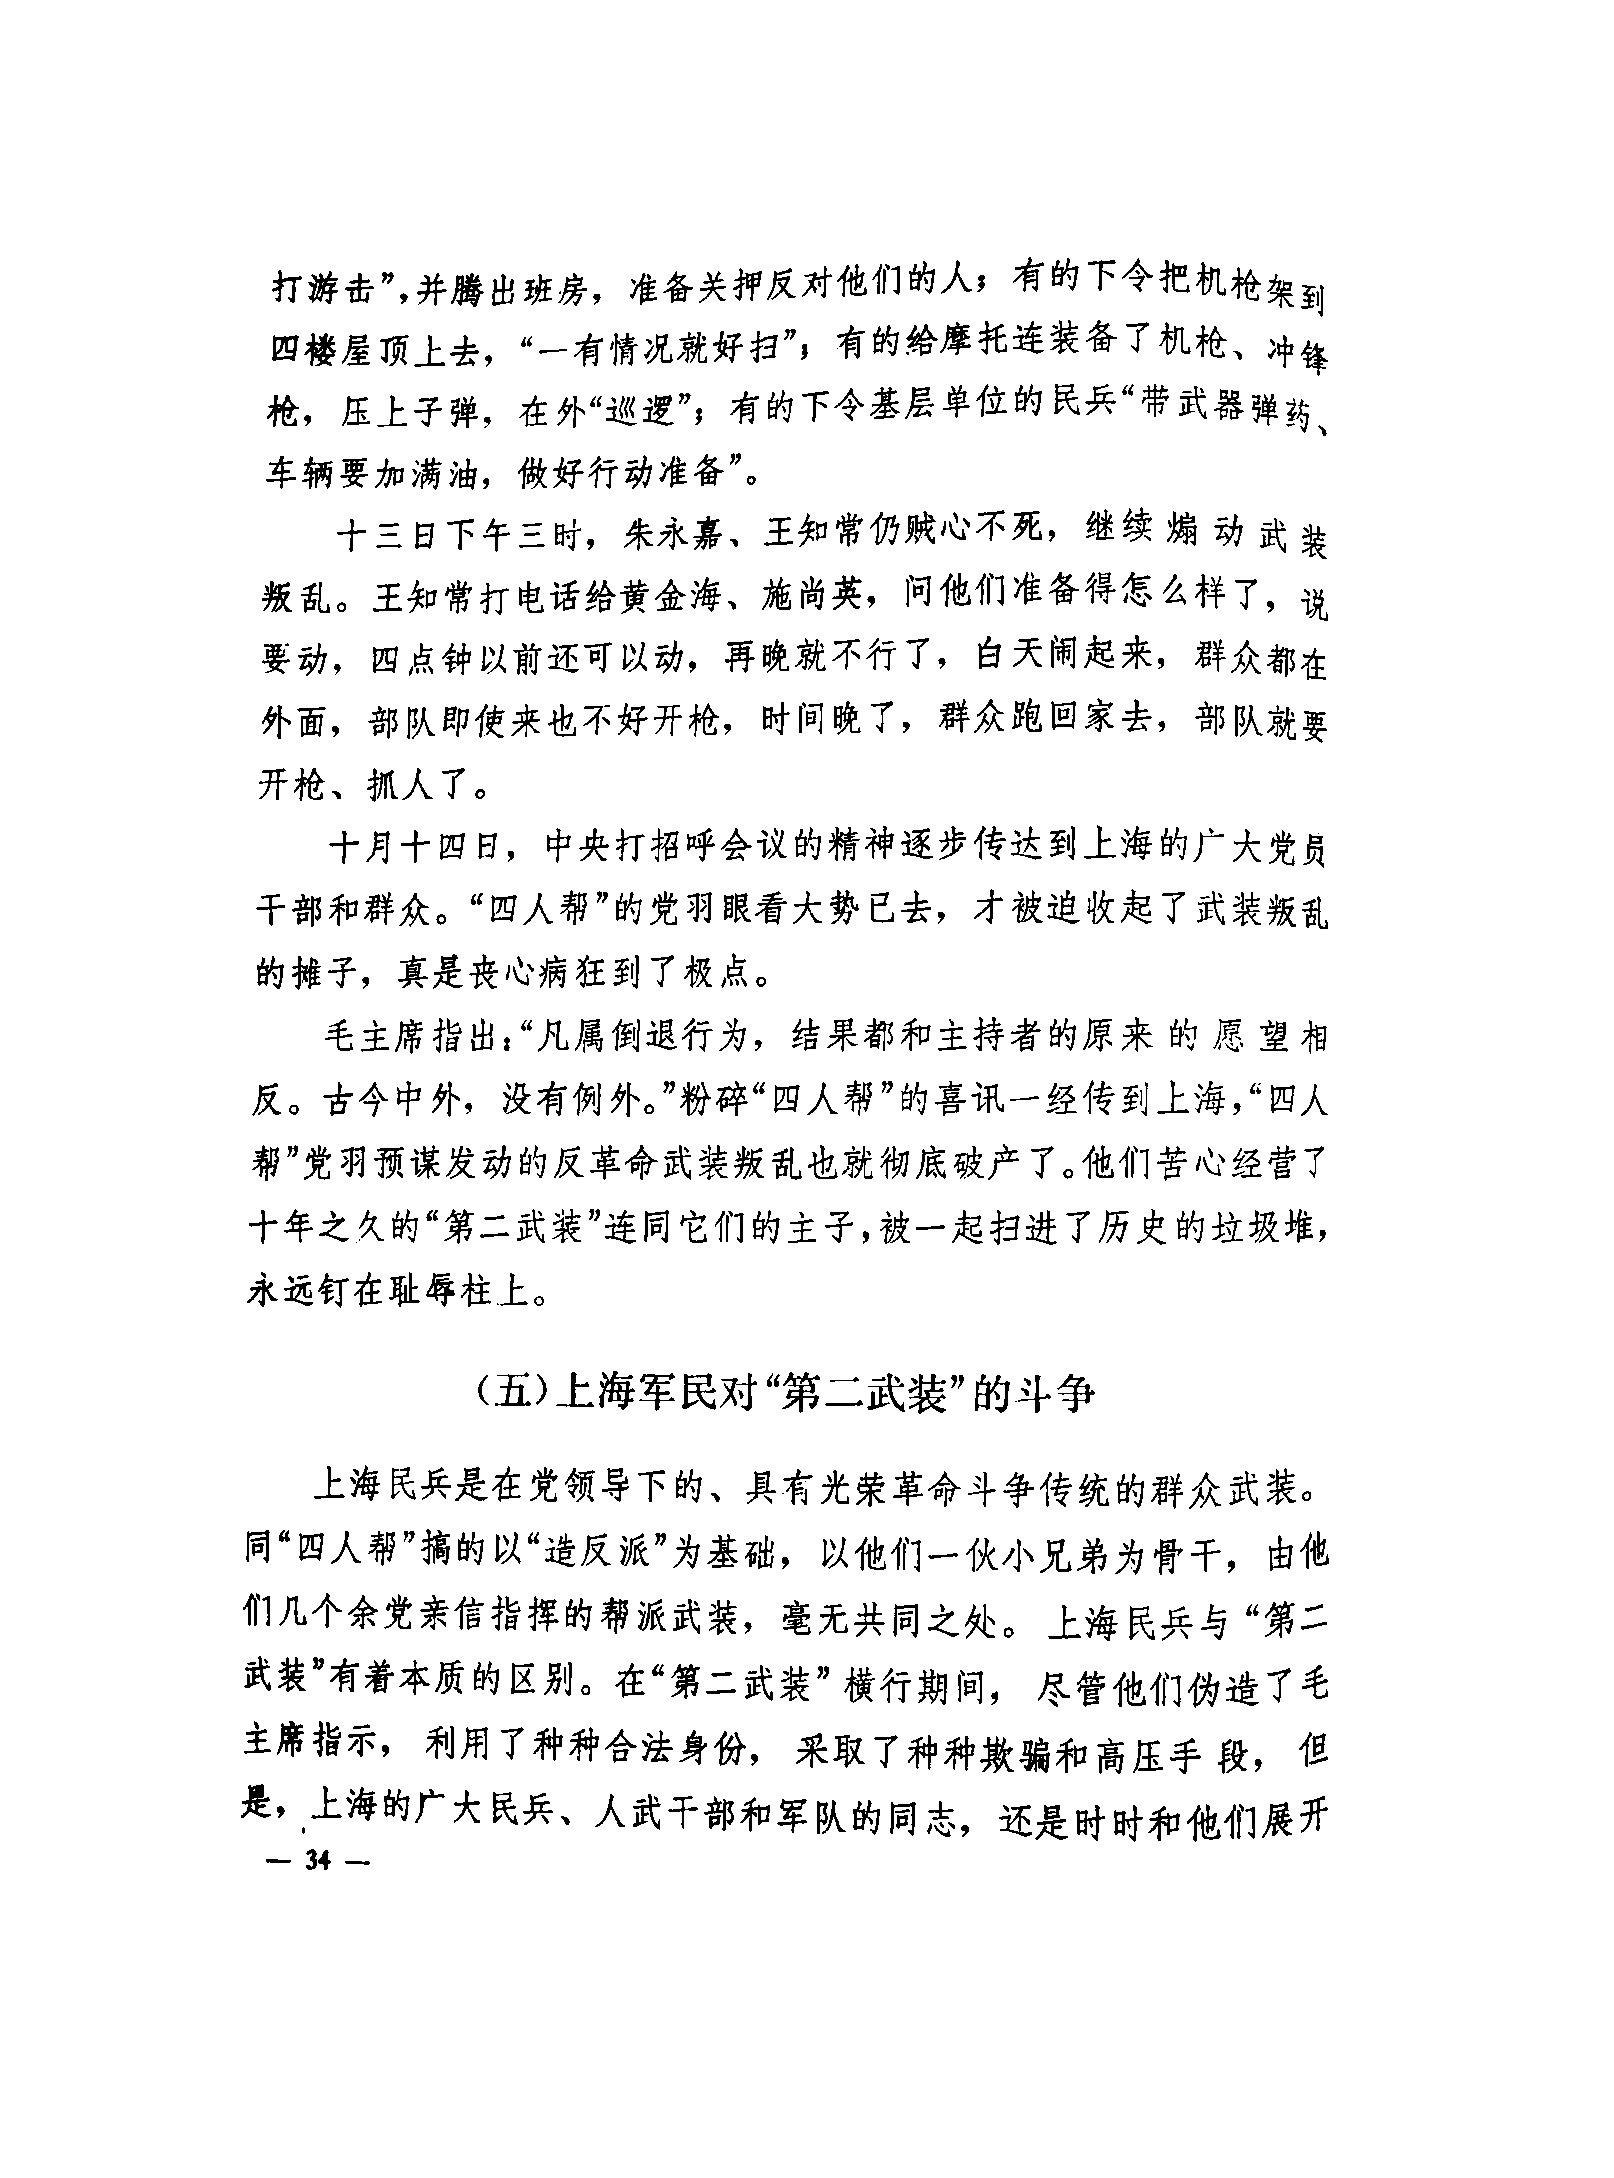 打游击”，并腾出班房，准备关押反对他们的人；有的下令把机枪架到
四楼屋顶上去，“一有情况就好扫”；有的给摩托连装备了机枪、冲锋
枪，压上子弹，在外“巡逻”；有的下令基层单位的民兵“带武器弹药、
车辆要加满油，做好行动准备”。
十三日下午三时，朱永嘉、王知常仍贼心不死，继续煽动武装
叛乱。王知常打电话给黄金海、施尚英，问他们准备得怎么样了，说
要动，四点钟以前还可以动，再晚就不行了，白天闹起来，群众都在
外面，部队即使来也不好开枪，时间晚了，群众跑回家去，部队就要
开枪、抓人了。
十月十四日，中央打招呼会议的精神逐步传达到上海的广大党员
干部和群众。“四人帮”的党羽眼看大势已去，才被迫收起了武装叛乱
的摊子，真是丧心病狂到了极点。
毛主席指出：“凡属倒退行为，结果都和主持者的原来的愿望相
反。古今中外，没有例外。”粉碎“四人帮”的喜讯一经传到上海，“四人
帮”党羽预谋发动的反革命武装叛乱也就彻底破产了。他们苦心经营了
十年之久的“第二武装”连同它们的主子，被一起扫进了历史的垃圾堆，
永远钉在耻辱柱上。
（五）上海军民对“第二武装”的斗争
上海民兵是在党领导下的、具有光荣革命斗争传统的群众武装。
同“四人帮”搞的以“造反派”为基础，以他们一伙小兄弟为骨干，由他
们几个余党亲信指挥的帮派武装，毫无共同之处。上海民兵与“第二
武装”有着本质的区别。在“第二武装”横行期间，尽管他们伪造了毛
主席指示，利用了种种合法身份，采取了种种欺骗和高压手段，但
是，上海的广大民兵、人武干部和军队的同志，还是时时和他们展开
— 34 —